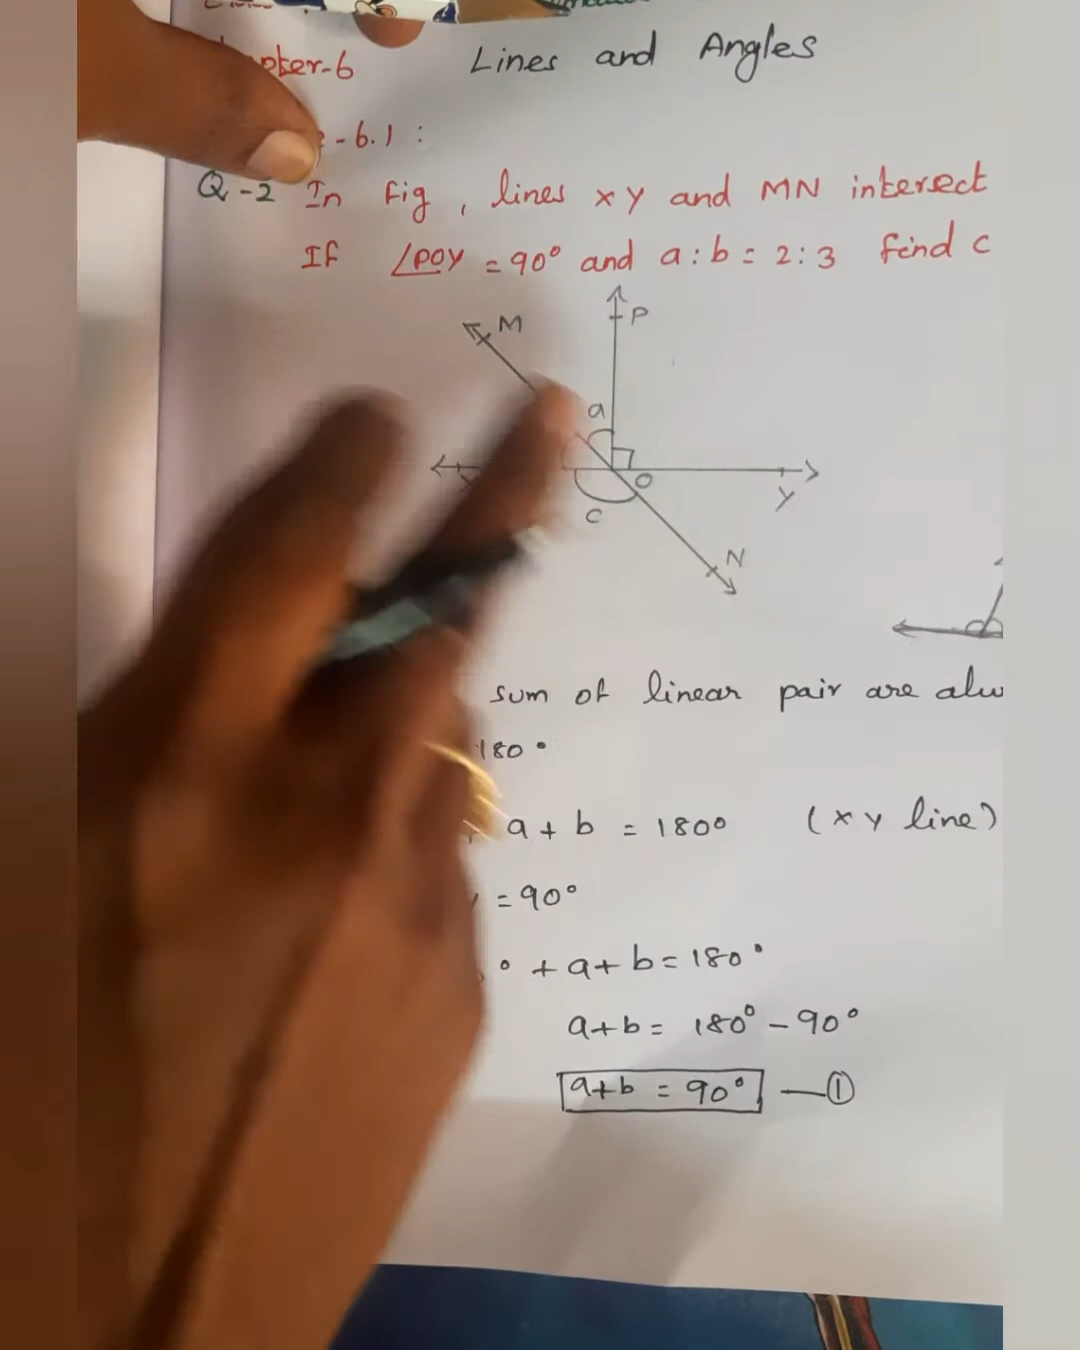 Lines and Angles
-6.1 :
Q-2 In fig, lines XY and MN interect
If ∠POY = 90° and a:b = 2:3 find c
M
P
a
O
Y
c
N
sum of linear pair are
180°
a + b = 180° (XY line)
= 90°
° + a + b = 180°
a+b = 180° - 90°
a+b = 90° —①